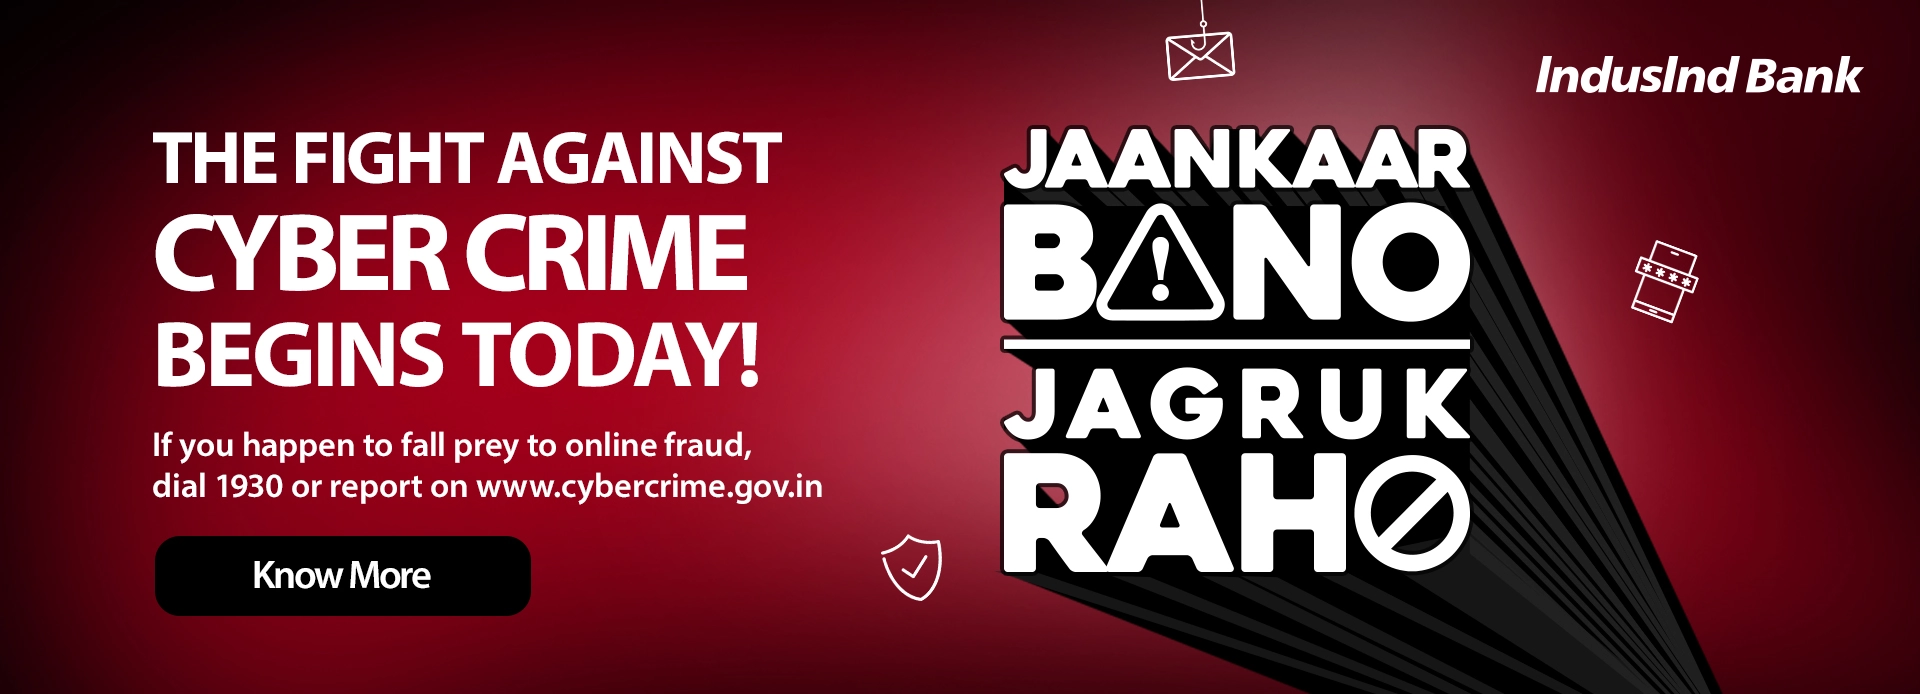 THE FIGHT AGAINST
CYBER CRIME
BEGINS TODAY!
If you happen to fall prey to online fraud,
dial 1930 or report on www.cybercrime.gov.in
Know More
IndusInd Bank
JAANKAAR
BANO
JAGRUK
RAHO
****